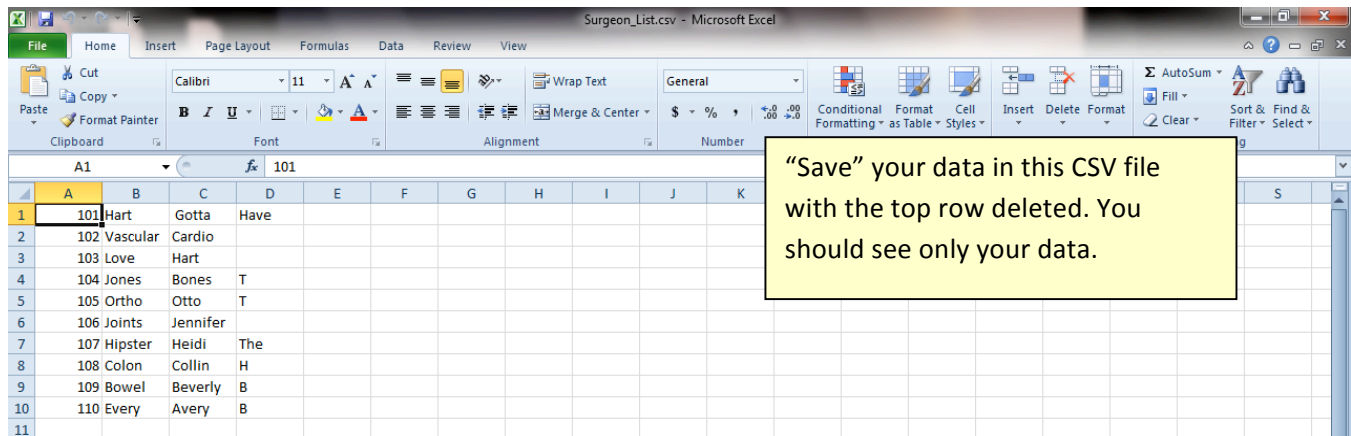 Surgeon_List.csv - Microsoft Excel
File Home Insert Page Layout Formulas Data Review View
Cut
Copy
Format Painter
Paste
Calibri 11 A A
B I U A
Wrap Text
Merge & Center
General
$ % , .0 .00 .00 .0
Conditional Formatting
Format as Table
Cell Styles
Insert Delete Format
Σ AutoSum
Fill
Clear
Sort & Filter
Find & Select
Clipboard Font Alignment Number g
A1 fx 101
A B C D E F G H I J K S
1 101 Hart Gotta Have
2 102 Vascular Cardio
3 103 Love Hart
4 104 Jones Bones T
5 105 Ortho Otto T
6 106 Joints Jennifer
7 107 Hipster Heidi The
8 108 Colon Collin H
9 109 Bowel Beverly B
10 110 Every Avery B
11
“Save” your data in this CSV file
with the top row deleted. You
should see only your data.